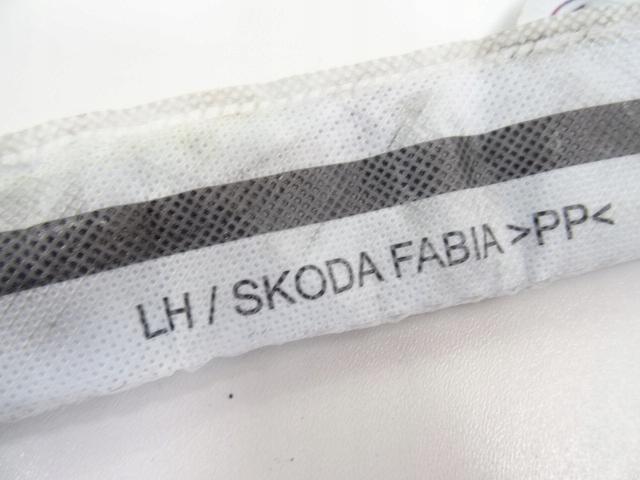 LH / SKODA FABIA >PP<